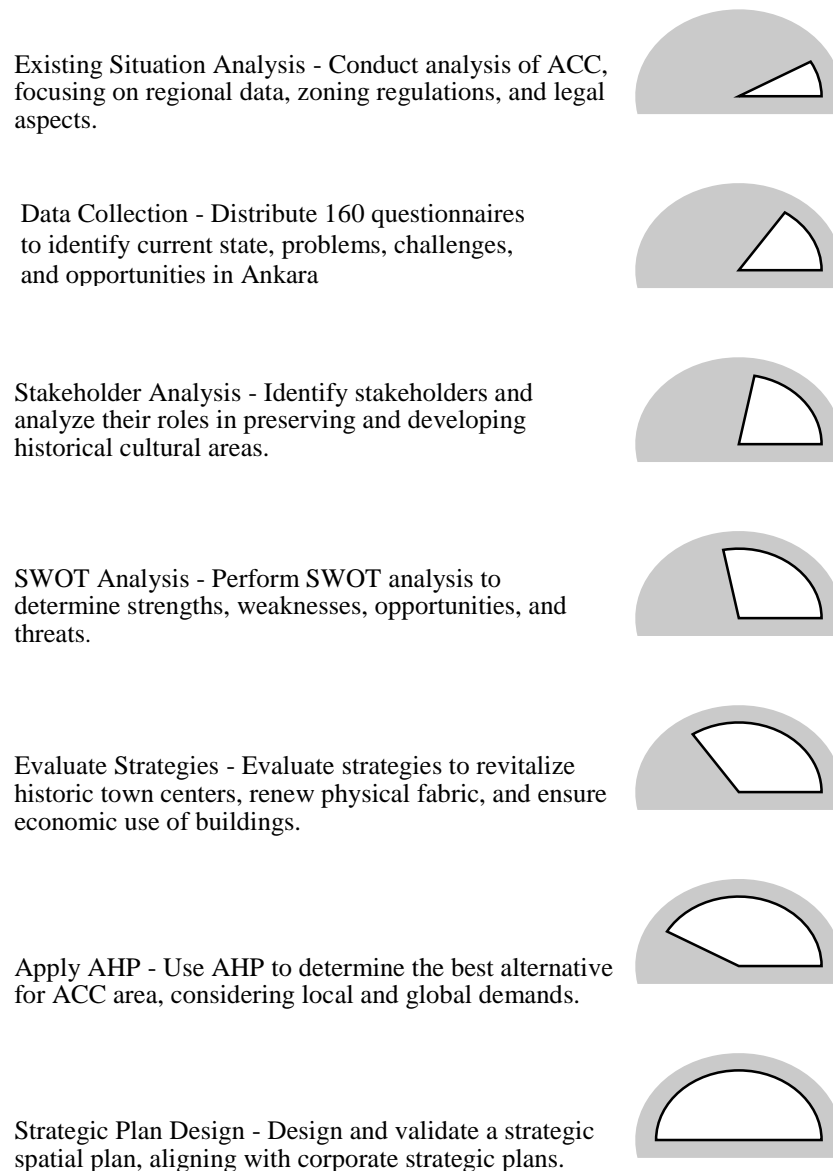 Existing Situation Analysis - Conduct analysis of ACC,
focusing on regional data, zoning regulations, and legal
aspects.
Data Collection - Distribute 160 questionnaires
to identify current state, problems, challenges,
and opportunities in Ankara
Stakeholder Analysis - Identify stakeholders and
analyze their roles in preserving and developing
historical cultural areas.
SWOT Analysis - Perform SWOT analysis to
determine strengths, weaknesses, opportunities, and
threats.
Evaluate Strategies - Evaluate strategies to revitalize
historic town centers, renew physical fabric, and ensure
economic use of buildings.
Apply AHP - Use AHP to determine the best alternative
for ACC area, considering local and global demands.
Strategic Plan Design - Design and validate a strategic
spatial plan, aligning with corporate strategic plans.